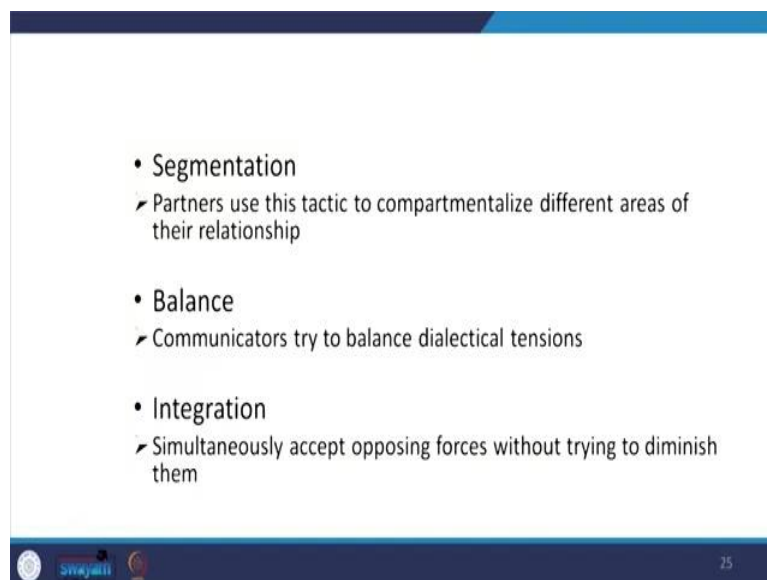 • Segmentation
➢ Partners use this tactic to compartmentalize different areas of
their relationship
• Balance
➢ Communicators try to balance dialectical tensions
• Integration
➢ Simultaneously accept opposing forces without trying to diminish
them
swayam
25